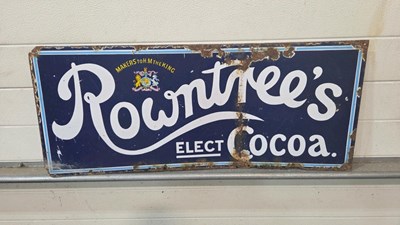 MAKERS TO H M THE KING
Rowntree's
ELECT Cocoa.